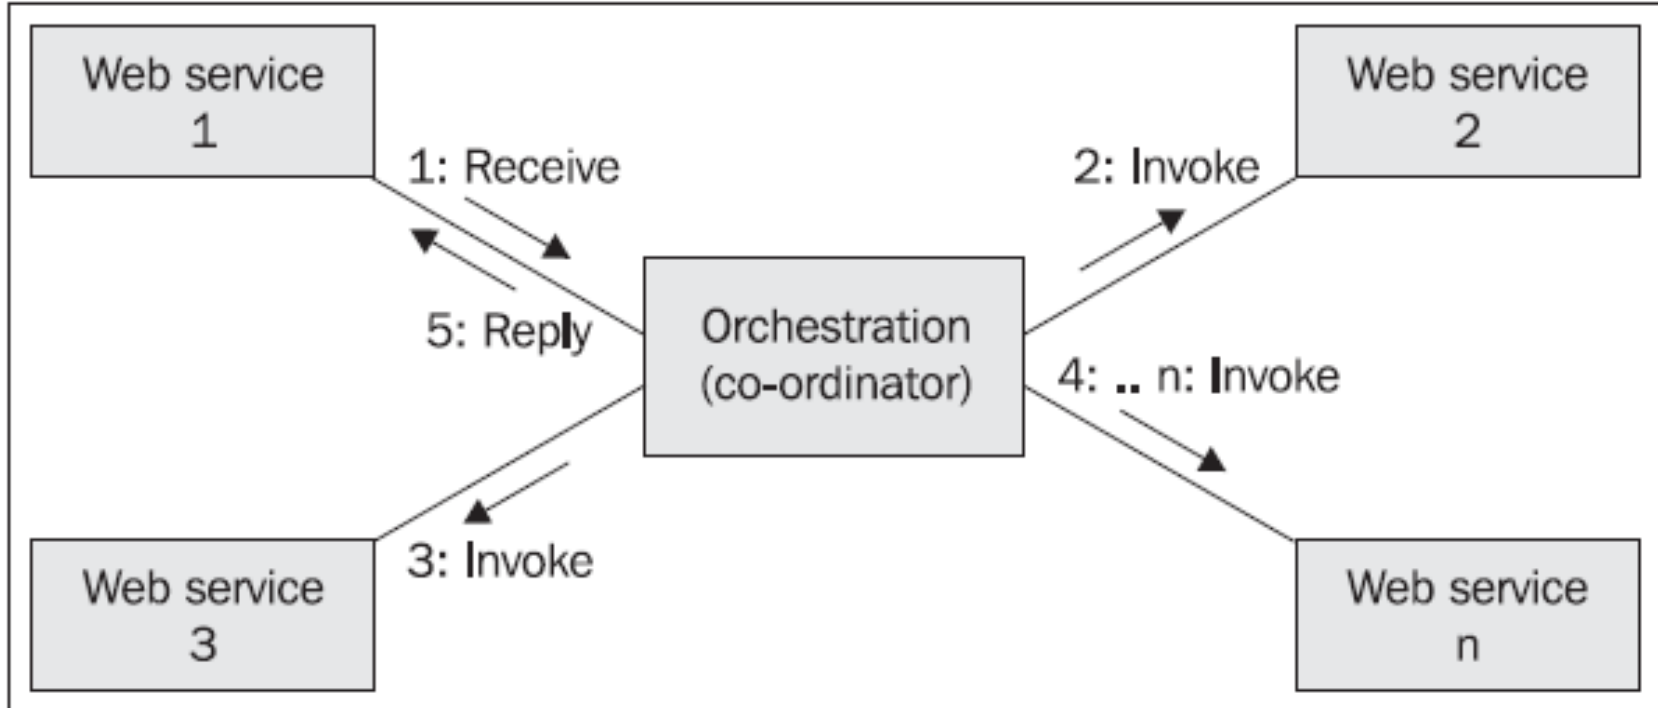 Web service
1
Web service
2
1: Receive
2: Invoke
5: Reply
Orchestration
(co-ordinator)
4: .. n: Invoke
3: Invoke
Web service
3
Web service
n